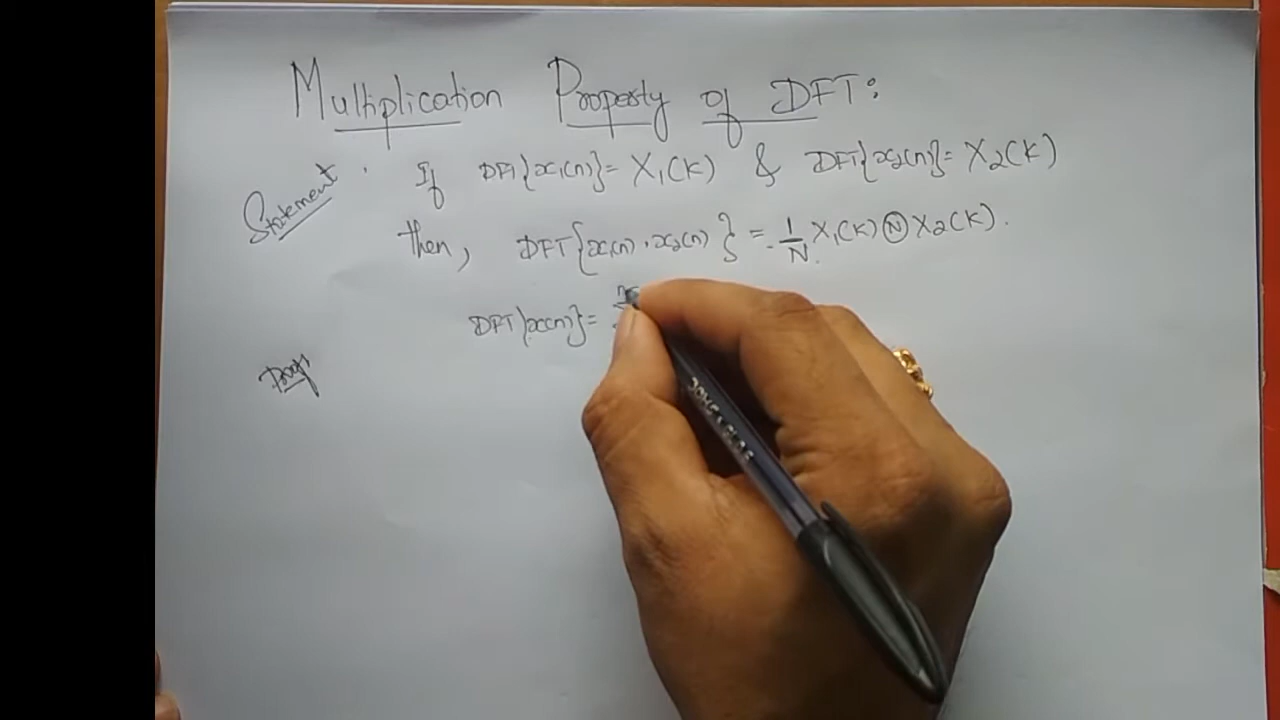 Multiplication Property of DFT:
Statement. If DFT{x₁(n)} = X₁(K) & DFT{x₂(n)} = X₂(K)
then, DFT{x₁(n) · x₂(n)} = 1/N X₁(K) Ⓝ X₂(K).
DFT{x(n)} =
Proof